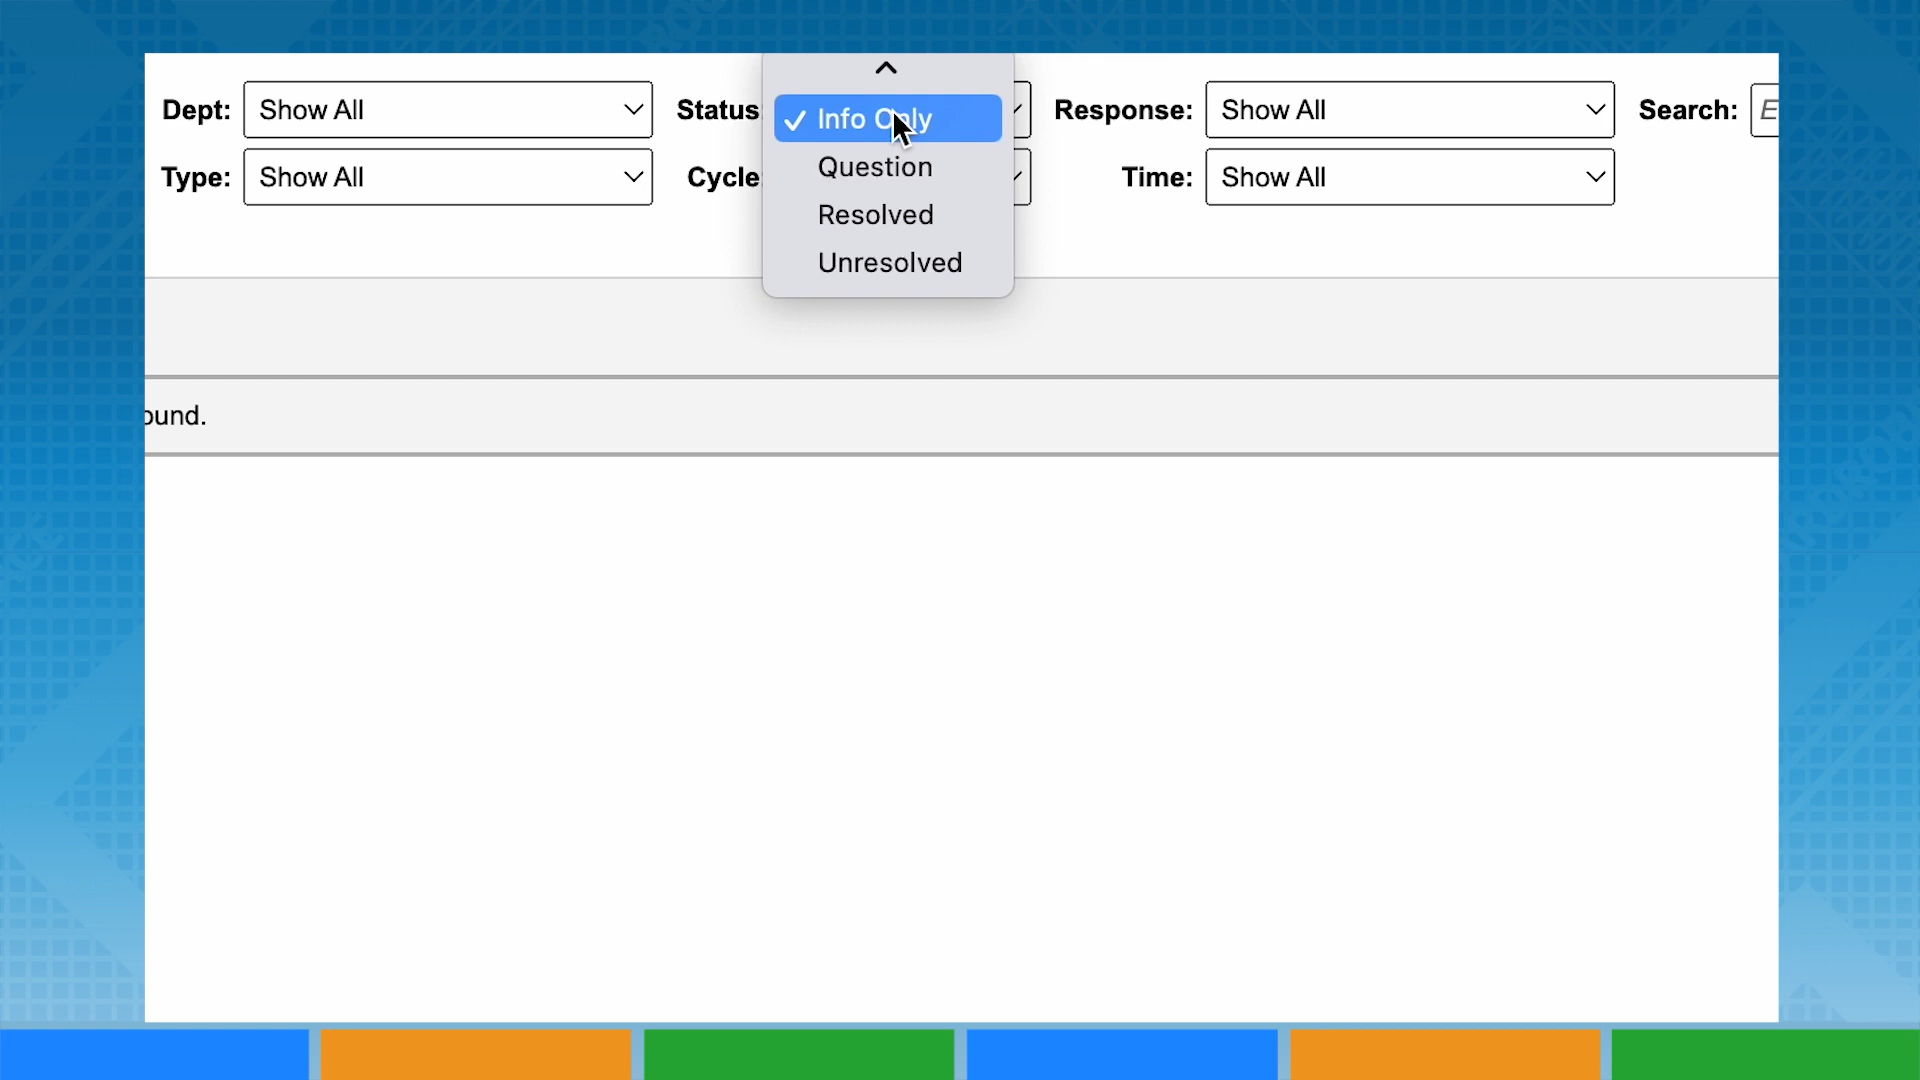 Dept: Show All Status: Info Only Response: Show All Search: E
Type: Show All Cycle: Question Time: Show All
Resolved
Unresolved
ound.